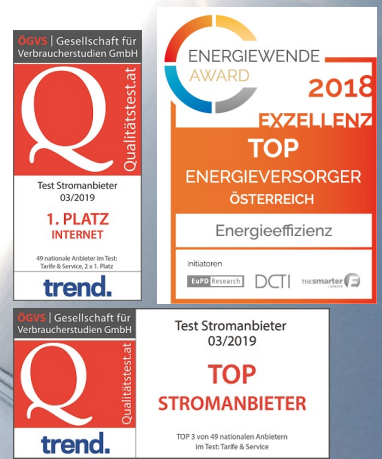 ÖGVS | Gesellschaft für
Verbraucherstudien GmbH
Q
Qualitätstest.at
Test Stromanbieter
03/2019
1. PLATZ
INTERNET
49 nationale Anbieter im Test:
Tarife & Service, 2 x 1. Platz
trend.
ENERGIEWENDE
AWARD
2018
EXZELLENZ
TOP
ENERGIEVERSORGER
ÖSTERREICH
Energieeffizienz
Initiatoren
EuPD Research
DCTI
THE smarter E
ÖGVS | Gesellschaft für
Verbraucherstudien GmbH
Q
Qualitätstest.at
trend.
Test Stromanbieter
03/2019
TOP
STROMANBIETER
TOP 3 von 49 nationalen Anbietern
im Test: Tarife & Service